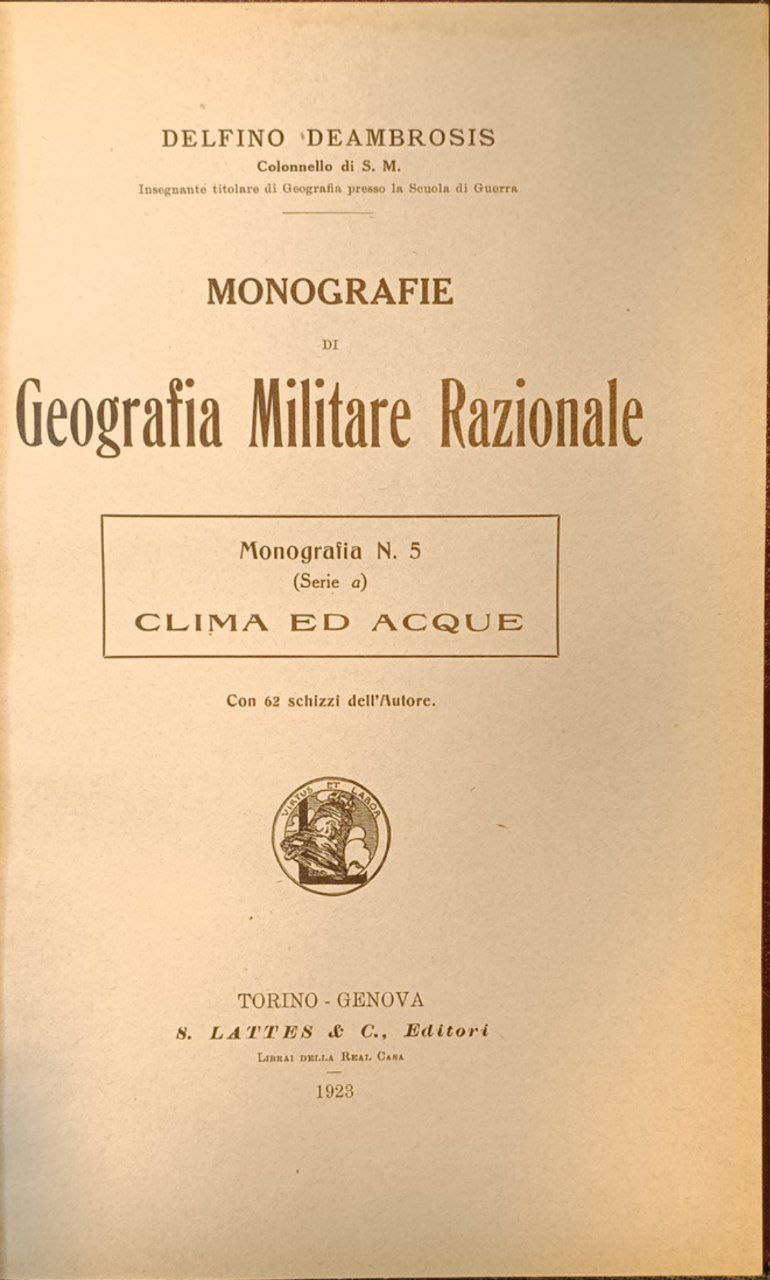 DELFINO DEAMBROSIS
Colonnello di S. M.
Insegnante titolare di Geografia presso la Scuola di Guerra
MONOGRAFIE
DI
Geografia Militare Razionale
Monografia N. 5
(Serie a)
CLIMA ED ACQUE
Con 62 schizzi dell'Autore.
VIRTUS ET LABOR
TORINO - GENOVA
S. LATTES & C., Editori
LIBRAI DELLA REAL CASA
1923